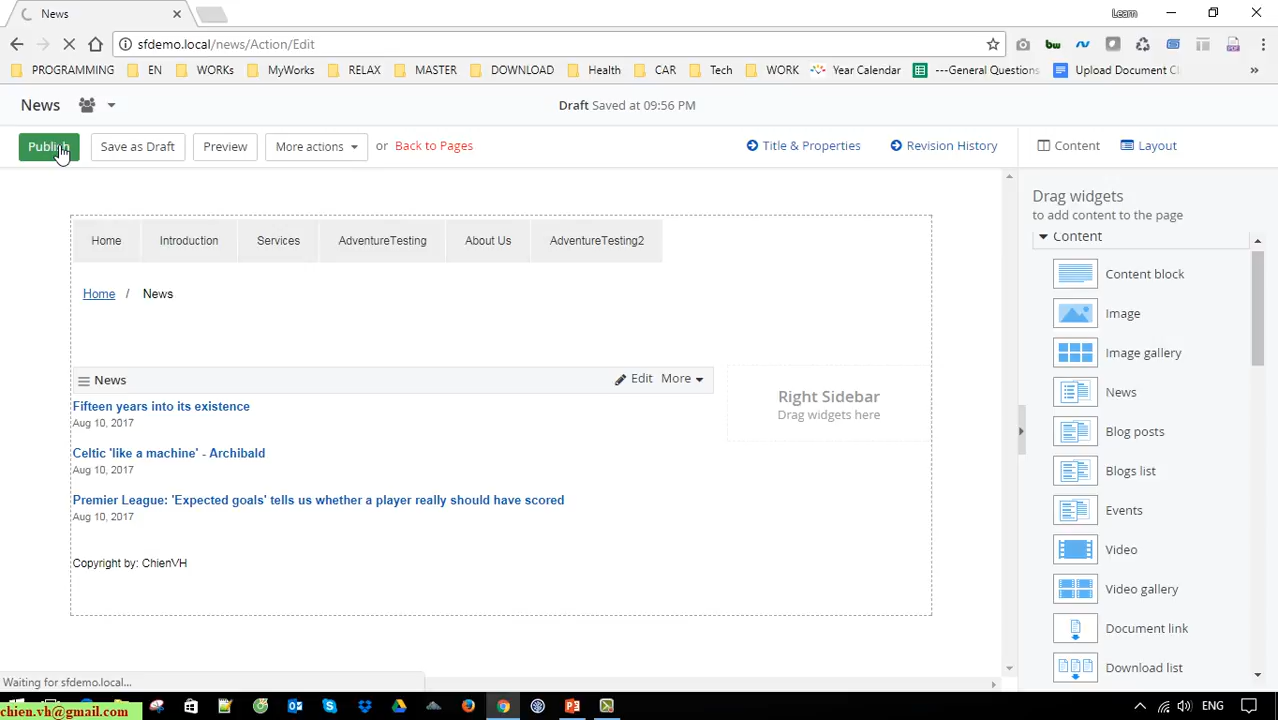 News
Learn
sfdemo.local/news/Action/Edit
PROGRAMMING EN WORKs MyWorks RELAX MASTER DOWNLOAD Health CAR Tech WORK Year Calendar ---General Questions Upload Document Cl
News
Draft Saved at 09:56 PM
Publish Save as Draft Preview More actions or Back to Pages Title & Properties Revision History Content Layout
Drag widgets
to add content to the page
Content
Content block
Image
Image gallery
News
Blog posts
Blogs list
Events
Video
Video gallery
Document link
Download list
Home Introduction Services AdventureTesting About Us AdventureTesting2
Home / News
News Edit More
Fifteen years into its existence
Aug 10, 2017
Celtic 'like a machine' - Archibald
Aug 10, 2017
Premier League: 'Expected goals' tells us whether a player really should have scored
Aug 10, 2017
Right Sidebar
Drag widgets here
Copyright by: ChienVH
Waiting for sfdemo.local...
chien.vh@gmail.com
ENG